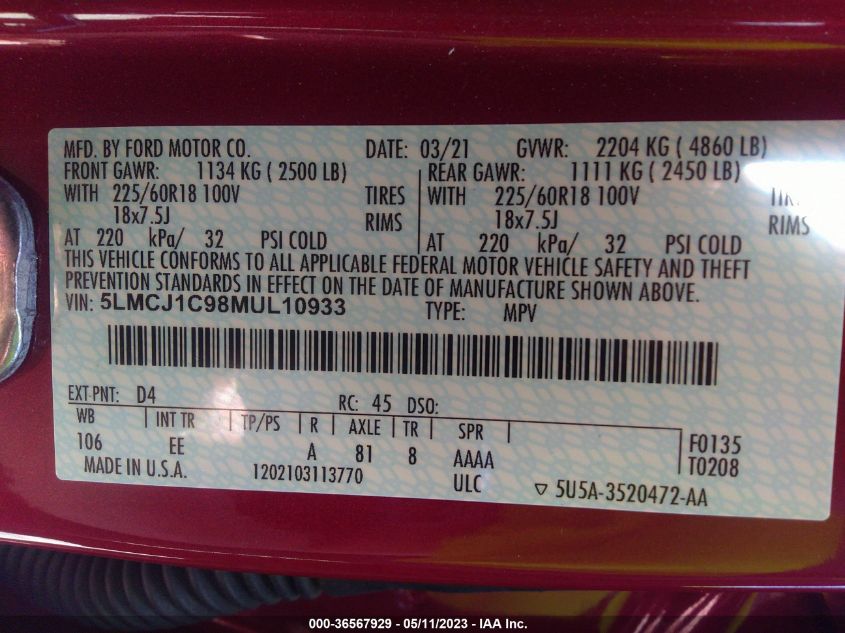 MFD. BY FORD MOTOR CO. DATE: 03/21 GVWR: 2204 KG ( 4860 LB)
FRONT GAWR: 1134 KG ( 2500 LB) REAR GAWR: 1111 KG ( 2450 LB)
WITH 225/60R18 100V TIRES WITH 225/60R18 100V
18x7.5J RIMS 18x7.5J RIMS
AT 220 kPa/ 32 PSI COLD AT 220 kPa/ 32 PSI COLD
THIS VEHICLE CONFORMS TO ALL APPLICABLE FEDERAL MOTOR VEHICLE SAFETY AND THEFT
PREVENTION STANDARDS IN EFFECT ON THE DATE OF MANUFACTURE SHOWN ABOVE.
VIN: 5LMCJ1C98MUL10933 TYPE: MPV
EXT PNT: D4 RC: 45 DSO:
WB INT TR TP/PS R AXLE TR SPR
106 EE A 81 8 AAAA
F0135
T0208
MADE IN U.S.A. 1202103113770 ULC 5U5A-3520472-AA
000-36567929 - 05/11/2023 - IAA Inc.